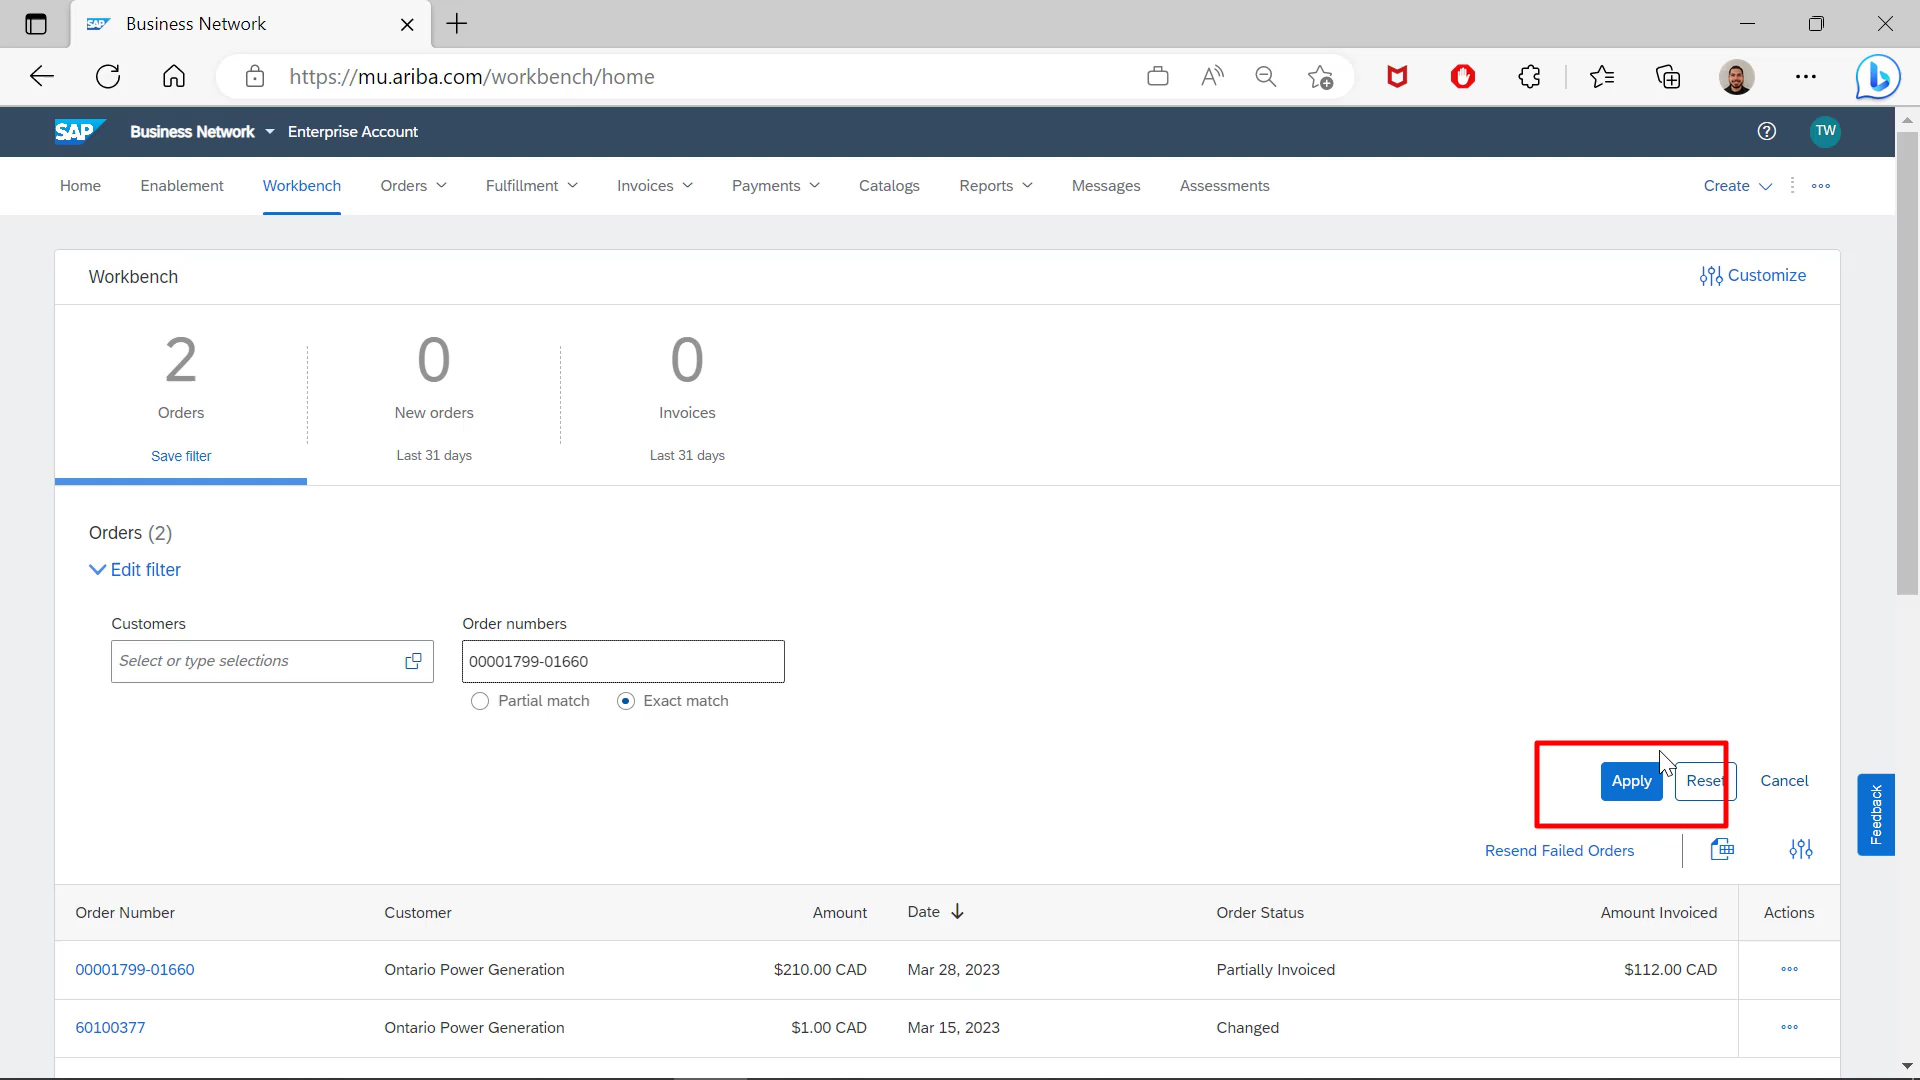 SAP Business Network
https://mu.ariba.com/workbench/home
SAP Business Network Enterprise Account TW
Home Enablement Workbench Orders Fulfillment Invoices Payments Catalogs Reports Messages Assessments Create
Workbench Customize
2 0 0
Orders New orders Invoices
Save filter Last 31 days Last 31 days
Orders (2)
Edit filter
Customers Order numbers
Select or type selections 00001799-01660
Partial match Exact match
Apply Reset Cancel
Feedback
Resend Failed Orders
Order Number Customer Amount Date Order Status Amount Invoiced Actions
00001799-01660 Ontario Power Generation $210.00 CAD Mar 28, 2023 Partially Invoiced $112.00 CAD
60100377 Ontario Power Generation $1.00 CAD Mar 15, 2023 Changed